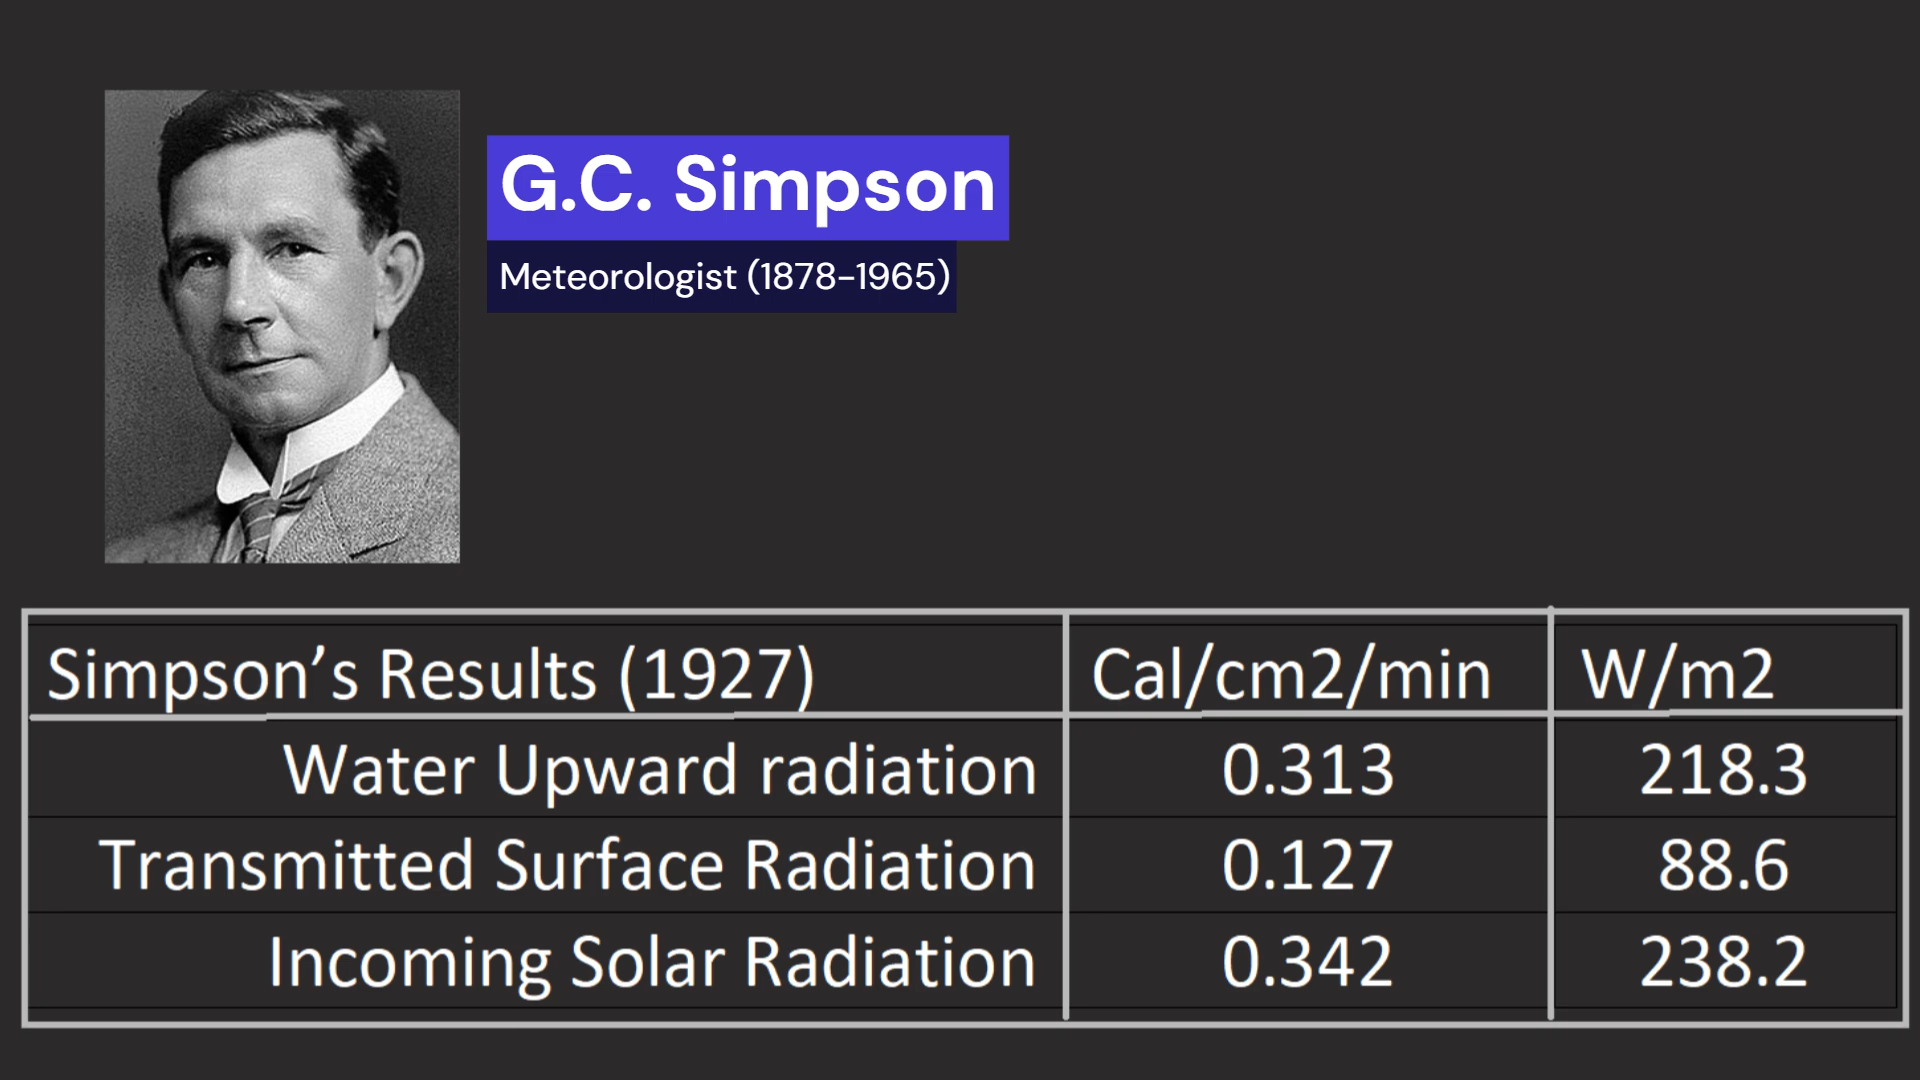 G.C. Simpson
Meteorologist (1878-1965)
Simpson’s Results (1927) Cal/cm2/min W/m2
Water Upward radiation 0.313 218.3
Transmitted Surface Radiation 0.127 88.6
Incoming Solar Radiation 0.342 238.2